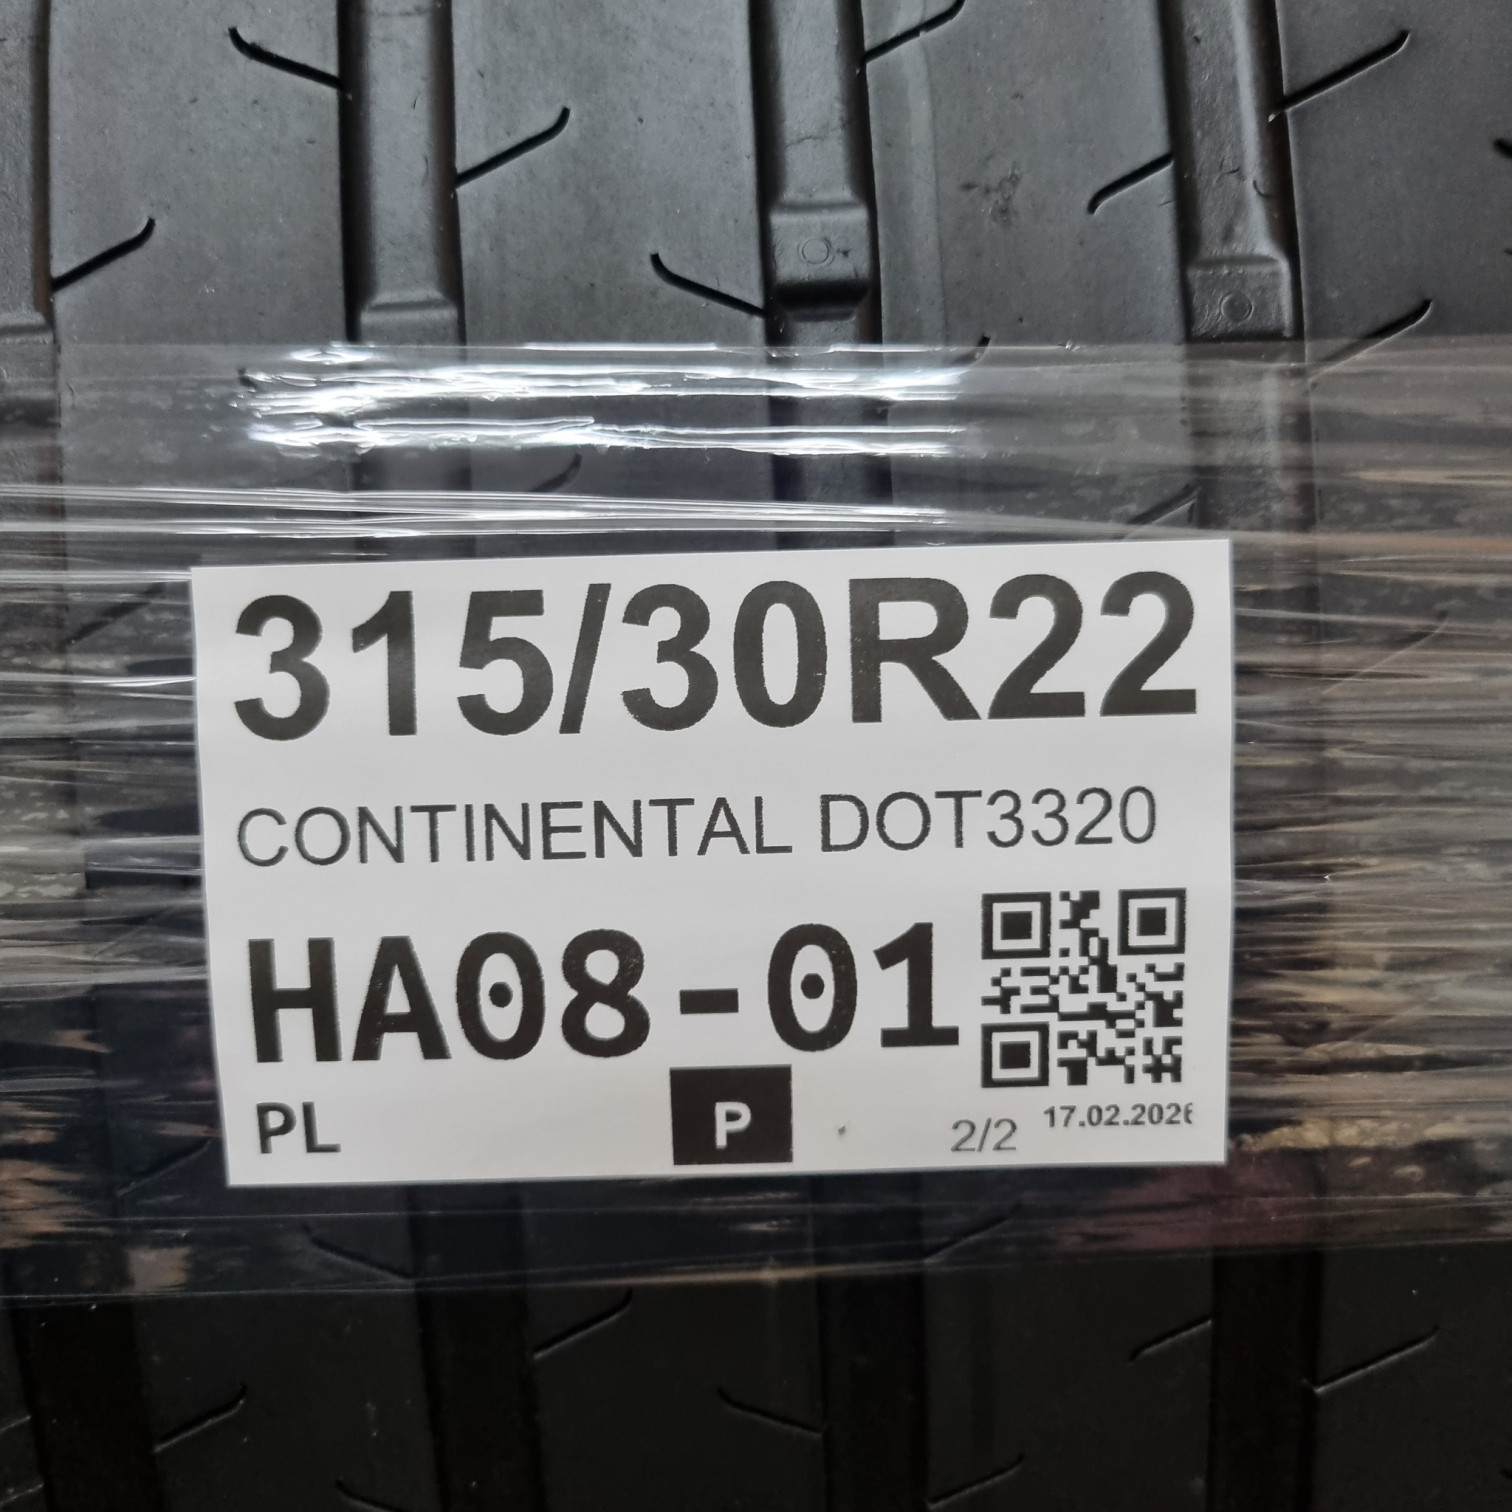 315/30R22
CONTINENTAL DOT3320
HA08-01
PL
P
2/2
17.02.2026